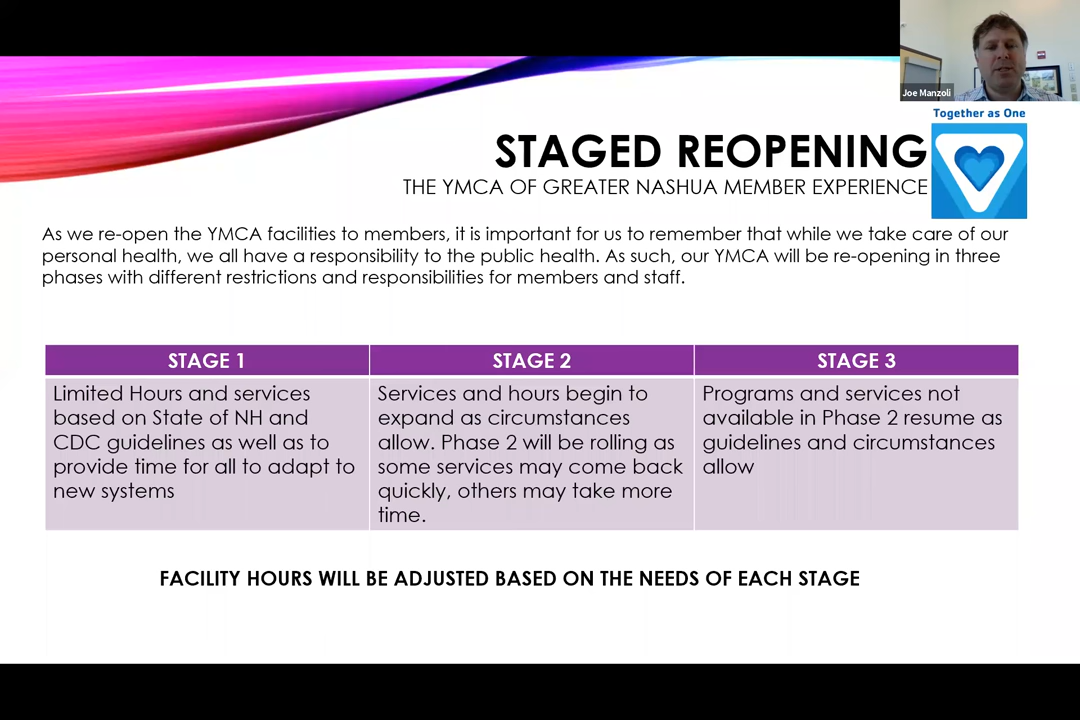 Joe Manzoli
Together as One
STAGED REOPENING
THE YMCA OF GREATER NASHUA MEMBER EXPERIENCE
As we re-open the YMCA facilities to members, it is important for us to remember that while we take care of our
personal health, we all have a responsibility to the public health. As such, our YMCA will be re-opening in three
phases with different restrictions and responsibilities for members and staff.
STAGE 1
Limited Hours and services
based on State of NH and
CDC guidelines as well as to
provide time for all to adapt to
new systems
STAGE 2
Services and hours begin to
expand as circumstances
allow. Phase 2 will be rolling as
some services may come back
quickly, others may take more
time.
STAGE 3
Programs and services not
available in Phase 2 resume as
guidelines and circumstances
allow
FACILITY HOURS WILL BE ADJUSTED BASED ON THE NEEDS OF EACH STAGE